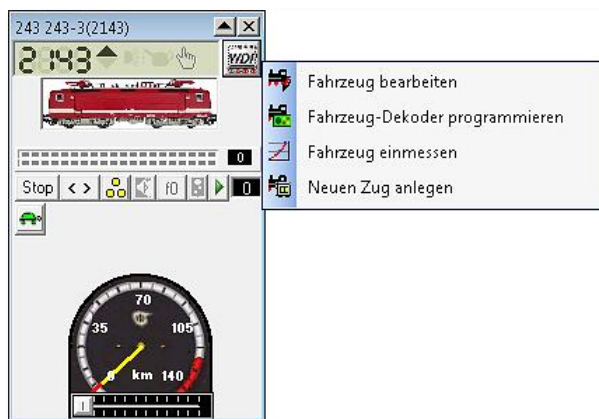 243 243-3(2143)
2143
WDP
Fahrzeug bearbeiten
Fahrzeug-Dekoder programmieren
Fahrzeug einmessen
Neuen Zug anlegen
0
Stop < > f0 0
70
35 105
0 km 140